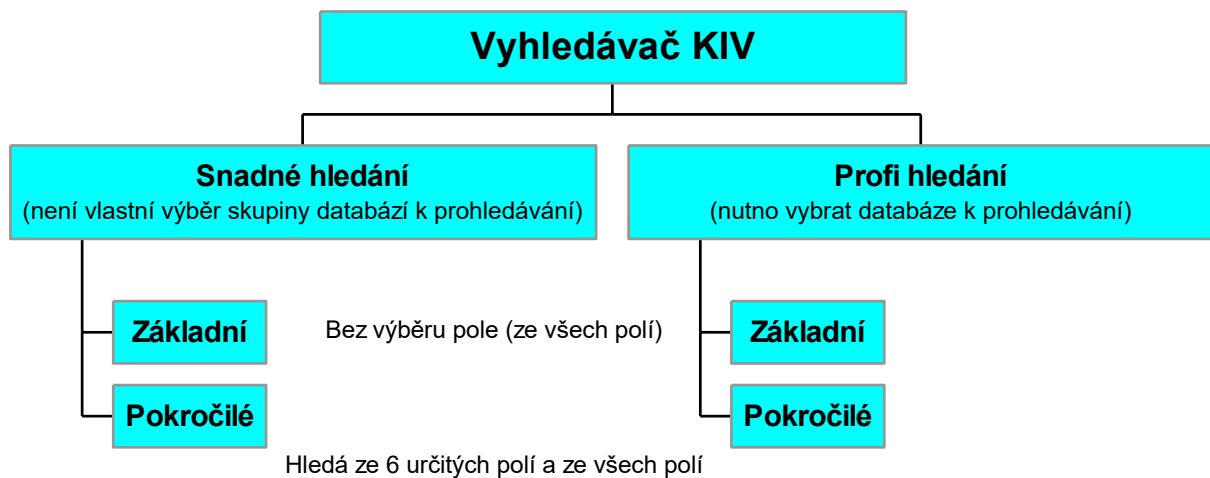 Vyhledávač KIV
Snadné hledání
(není vlastní výběr skupiny databází k prohledávání)
Profi hledání
(nutno vybrat databáze k prohledávání)
Základní
Bez výběru pole (ze všech polí)
Základní
Pokročilé
Pokročilé
Hledá ze 6 určitých polí a ze všech polí